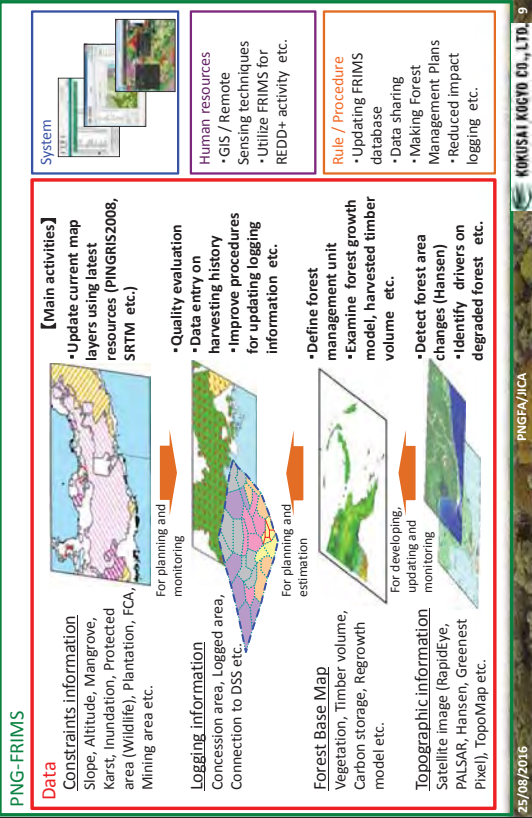 PNG-FRIMS
Data
Constraints information
Slope, Altitude, Mangrove,
Karst, Inundation, Protected
area (Wildlife), Plantation, FCA,
Mining area etc.
For planning and
monitoring
【Main activities】
・Update current map
layers using latest
resources (PINGRIS2008,
SRTM etc.)
Logging information
Concession area, Logged area,
Connection to DSS etc.
For planning and
estimation
・Quality evaluation
・Data entry on
harvesting history
・Improve procedures
for updating logging
information etc.
Forest Base Map
Vegetation, Timber volume,
Carbon storage, Regrowth
model etc.
For developing,
updating and
monitoring
・Define forest
management unit
・Examine forest growth
model, harvested timber
volume etc.
Topographic information
Satellite image (RapidEye,
PALSAR, Hansen, Greenest
Pixel), TopoMap etc.
・Detect forest area
changes (Hansen)
・Identify drivers on
degraded forest etc.
System
Human resources
・GIS / Remote
Sensing techniques
・Utilize FRIMS for
REDD+ activity etc.
Rule / Procedure
・Updating FRIMS
database
・Data sharing
・Making Forest
Management Plans
・Reduced impact
logging etc.
25/08/2016
PNGFA/JICA
KOKUSAI KOGYO CO., LTD. 9